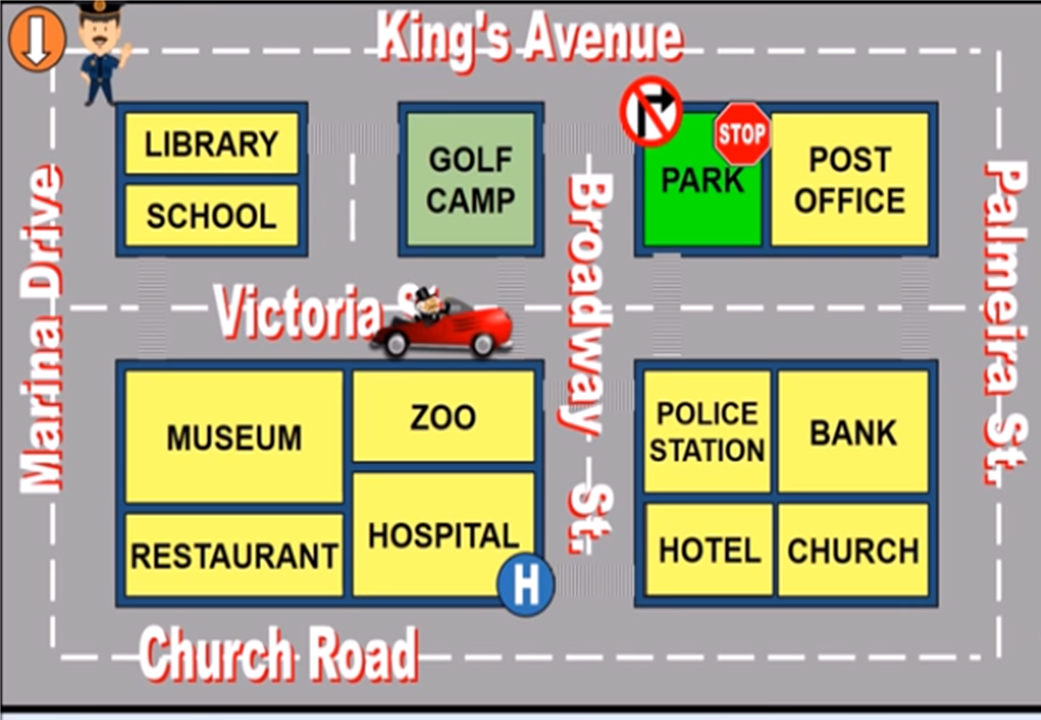 King's Avenue
LIBRARY
SCHOOL
GOLF
CAMP
PARK
STOP
POST
OFFICE
Marina Drive
Broadway St.
Palmeira St.
Victoria
MUSEUM
ZOO
POLICE
STATION
BANK
RESTAURANT
HOSPITAL
H
HOTEL
CHURCH
Church Road